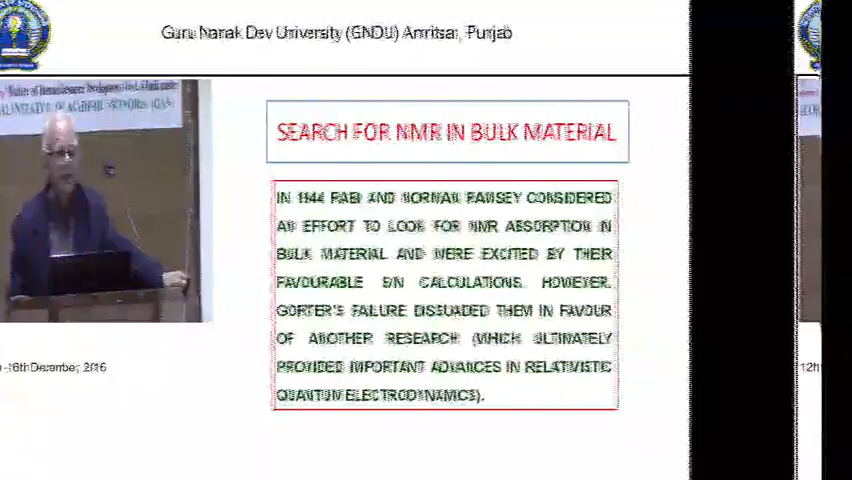 Guru Nanak Dev University (GNDU) Amritsar, Punjab
SEARCH FOR NMR IN BULK MATERIAL
IN 1944 RABI AND NORMAN RAMSEY CONSIDERED
AN EFFORT TO LOOK FOR NMR ABSORPTION IN
BULK MATERIAL AND WERE EXCITED BY THEIR
FAVOURABLE S/N CALCULATIONS. HOWEVER,
GORTER'S FAILURE DISSUADED THEM IN FAVOUR
OF ANOTHER RESEARCH (WHICH ULTIMATELY
PROVIDED IMPORTANT ADVANCES IN RELATIVISTIC
QUANTUM ELECTRODYNAMICS).
-16th December, 2016
12th